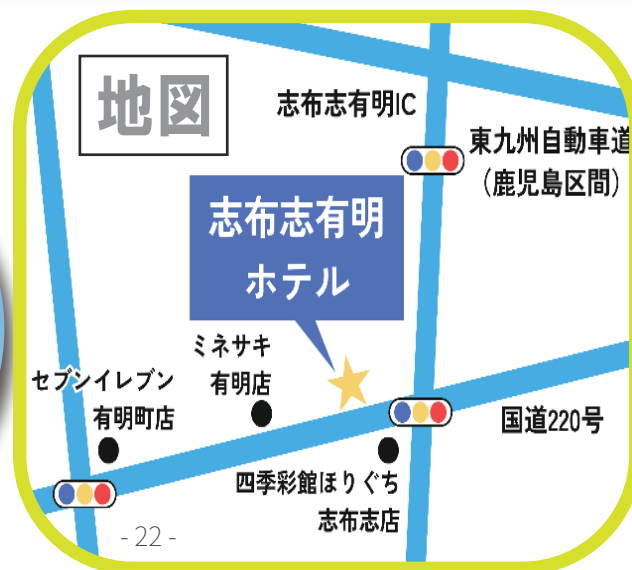 地図
志布志有明IC
東九州自動車道
（鹿児島区間）
志布志有明
ホテル
ミネサキ
有明店
セブンイレブン
有明町店
国道220号
四季彩館ほりぐち
志布志店
- 22 -